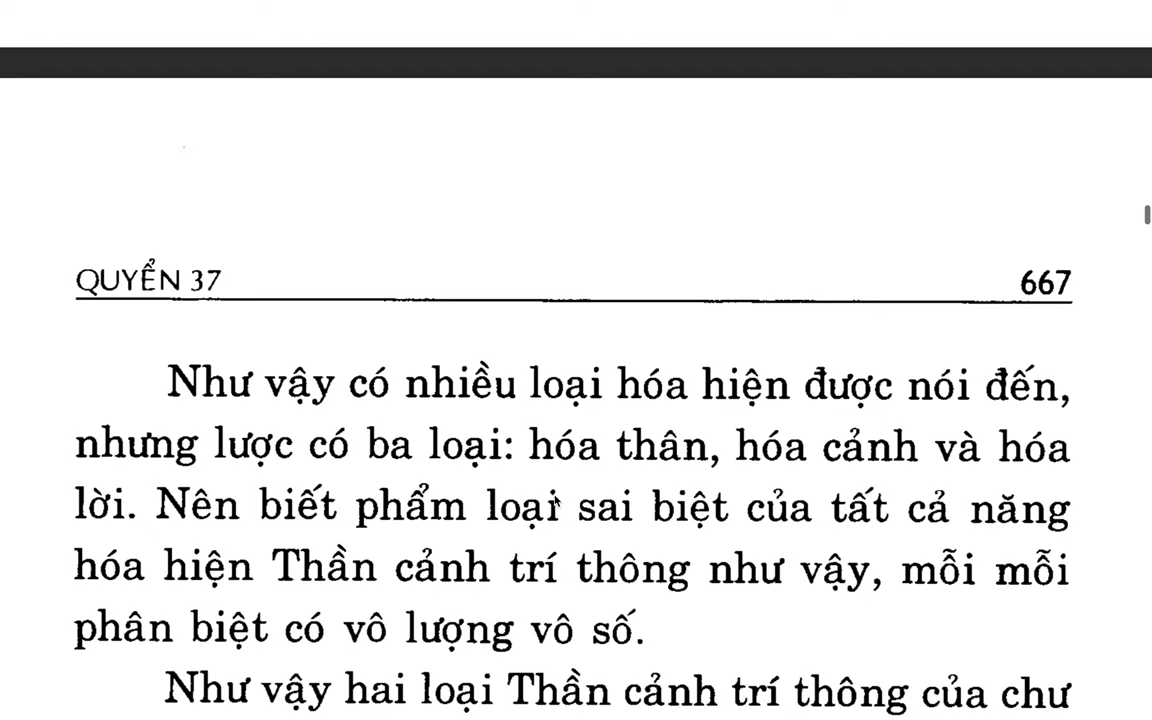 QUYỂN 37 667
Như vậy có nhiều loại hóa hiện được nói đến,
nhưng lược có ba loại: hóa thân, hóa cảnh và hóa
lời. Nên biết phẩm loại sai biệt của tất cả năng
hóa hiện Thần cảnh trí thông như vậy, mỗi mỗi
phân biệt có vô lượng vô số.
Như vậy hai loại Thần cảnh trí thông của chư